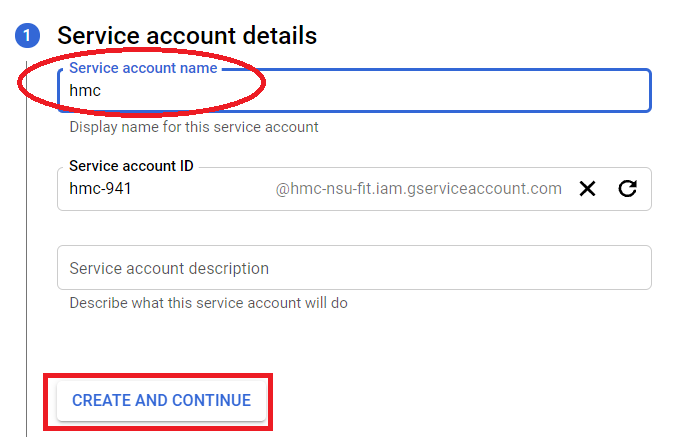 1 Service account details
Service account name
hmc
Display name for this service account
Service account ID
hmc-941 @hmc-nsu-fit.iam.gserviceaccount.com
Service account description
Describe what this service account will do
CREATE AND CONTINUE